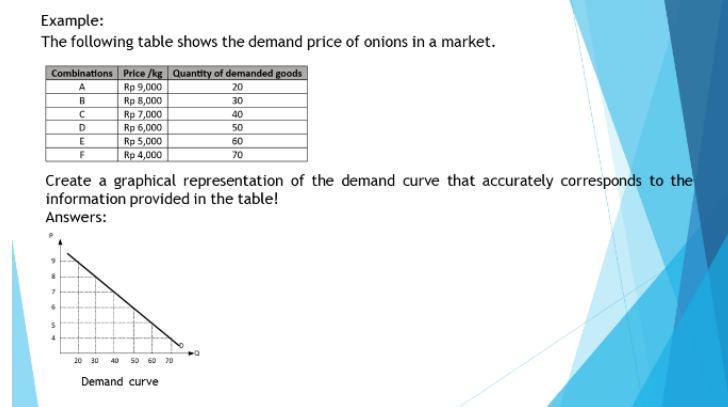 Example:
The following table shows the demand price of onions in a market.
Combinations Price /kg Quantity of demanded goods
A Rp 9,000 20
B Rp 8,000 30
C Rp 7,000 40
D Rp 6,000 50
E Rp 5,000 60
F Rp 4,000 70
Create a graphical representation of the demand curve that accurately corresponds to the
information provided in the table!
Answers:
P
9
8
7
6
5
4
D
Q
20 30 40 50 60 70
Demand curve